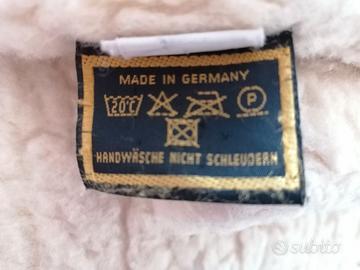 MADE IN GERMANY
20°C P
HANDWÄSCHE NICHT SCHLEUDERN
subito